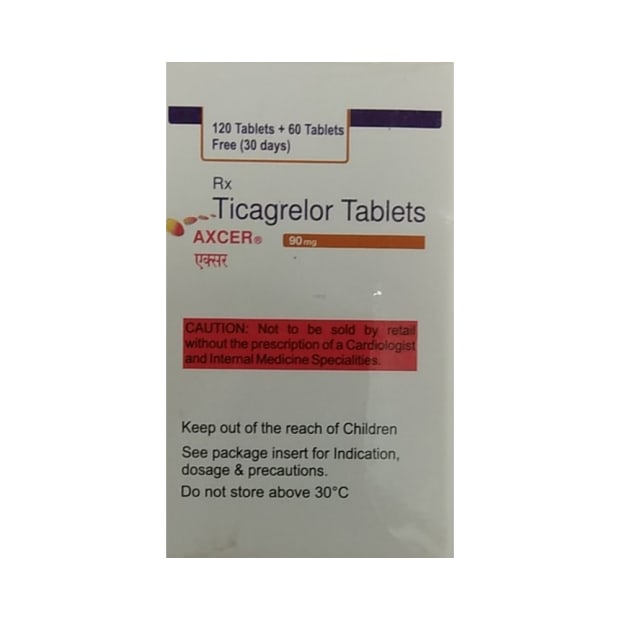 120 Tablets + 60 Tablets
Free (30 days)
Rx
Ticagrelor Tablets
AXCER®
90 mg
एक्सर
CAUTION: Not to be sold by retail
without the prescription of a Cardiologist
and Internal Medicine Specialities.
Keep out of the reach of Children
See package insert for Indication,
dosage & precautions.
Do not store above 30°C